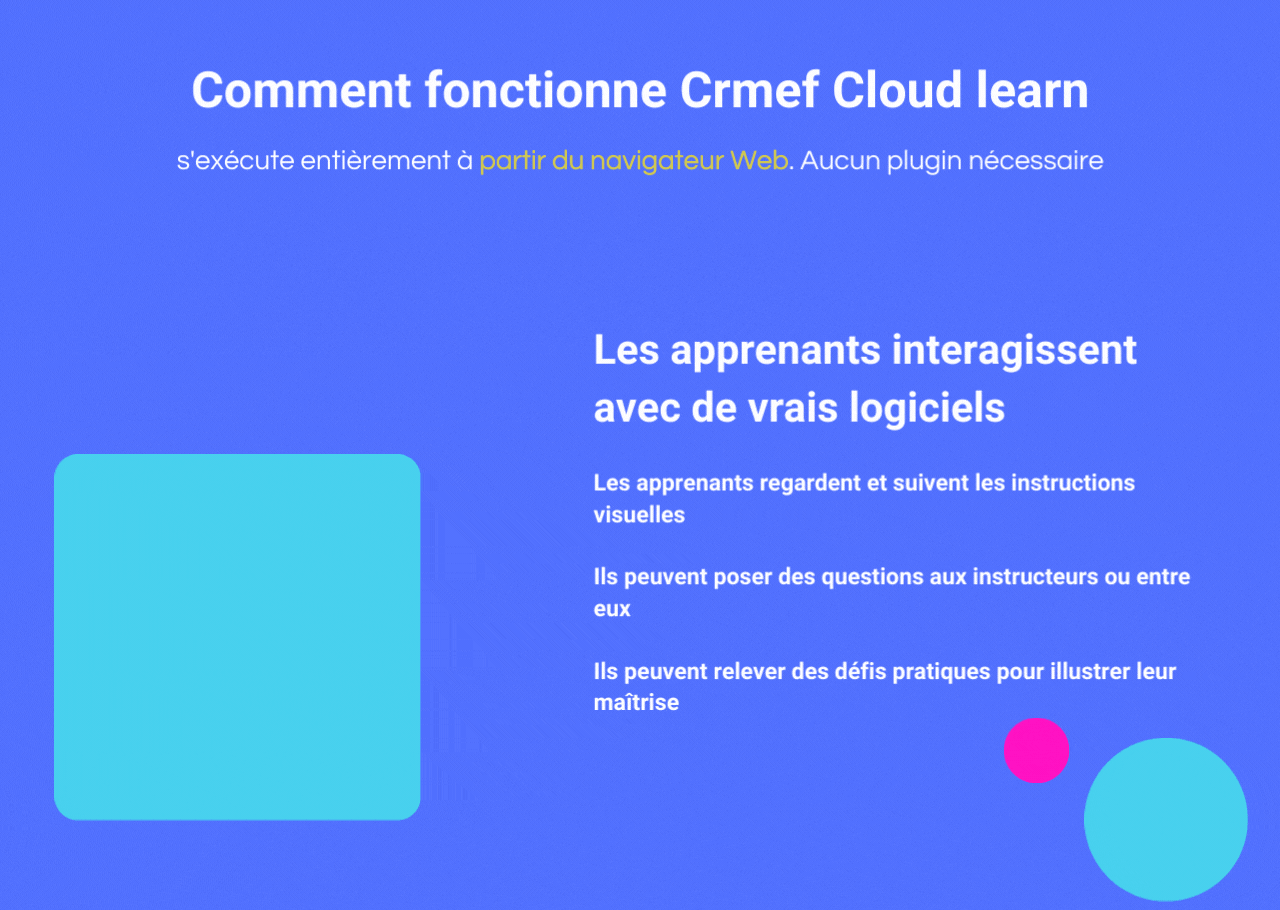 Comment fonctionne Crmef Cloud learn
s'exécute entièrement à partir du navigateur Web. Aucun plugin nécessaire
Les apprenants interagissent
avec de vrais logiciels
Les apprenants regardent et suivent les instructions
visuelles
Ils peuvent poser des questions aux instructeurs ou entre
eux
Ils peuvent relever des défis pratiques pour illustrer leur
maîtrise